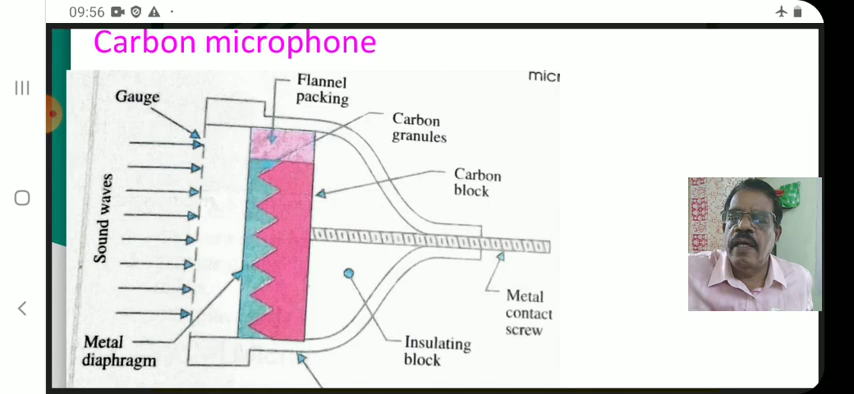 09:56
Carbon microphone
micr
Flannel
packing
Gauge
Carbon
granules
Carbon
block
Sound waves
Metal
contact
screw
Metal
diaphragm
Insulating
block